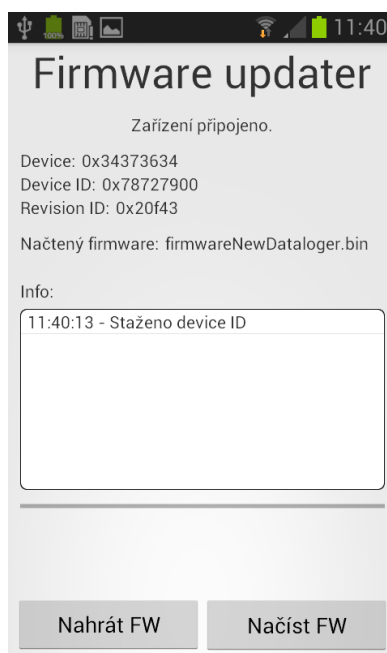 100%
11:40
Firmware updater
Zařízení připojeno.
Device: 0x34373634
Device ID: 0x78727900
Revision ID: 0x20f43
Načtený firmware: firmwareNewDataloger.bin
Info:
11:40:13 - Staženo device ID
Nahrát FW
Načíst FW